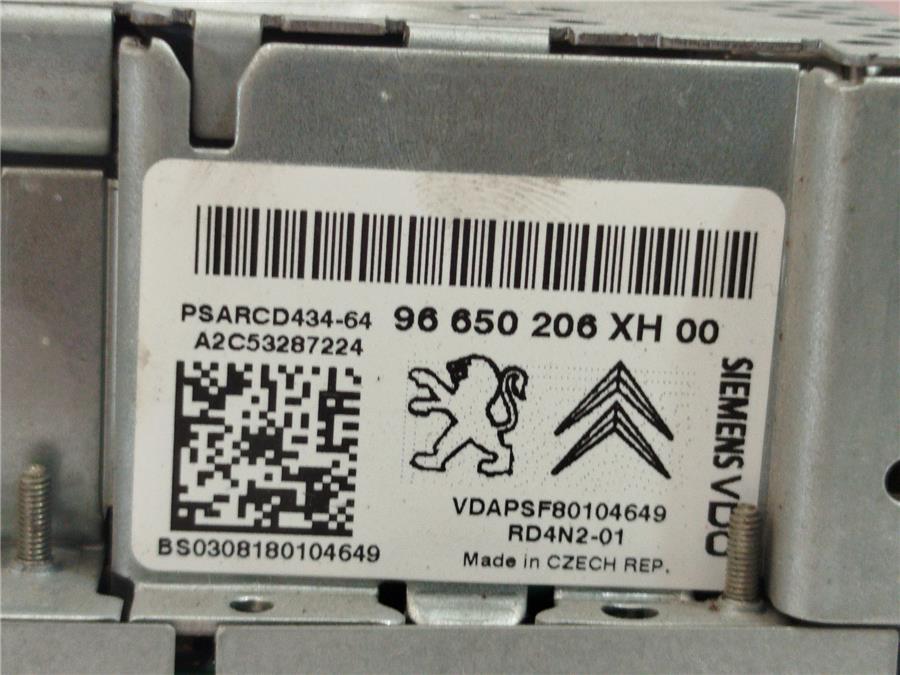 PSARCD434-64
96 650 206 XH 00
A2C53287224
SIEMENS VDO
VDAPSF80104649
RD4N2-01
BS0308180104649
Made in CZECH REP.